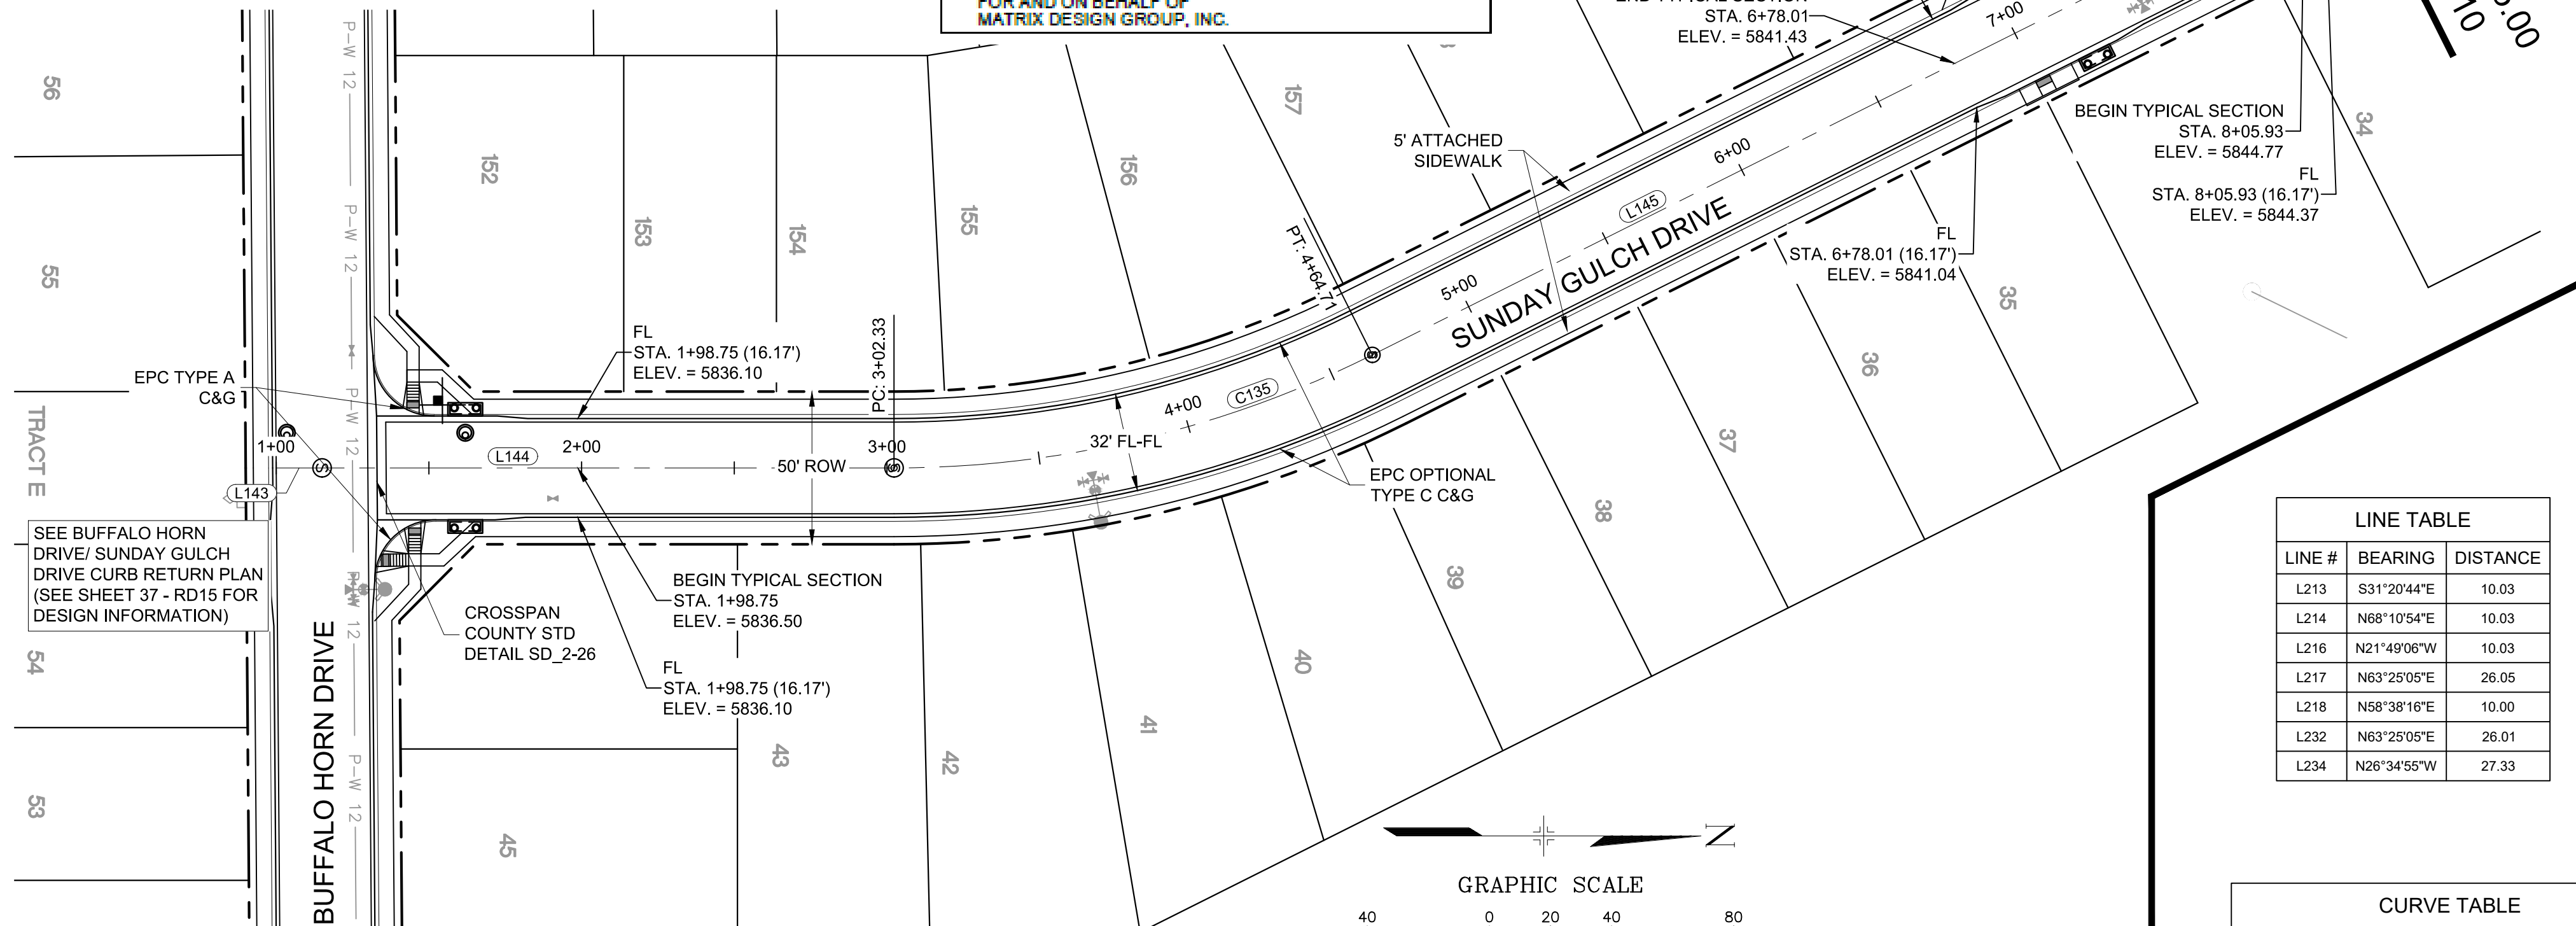 FOR AND ON BEHALF OF
MATRIX DESIGN GROUP, INC.
END TYPICAL SECTION
STA. 6+78.01
ELEV. = 5841.43
7+00
10
BEGIN TYPICAL SECTION
STA. 8+05.93
ELEV. = 5844.77
FL
STA. 8+05.93 (16.17')
ELEV. = 5844.37
34
56
55
TRACT E
54
53
P-W 12
P-W 12
P-W 12
P-W 12
12
P-W 12
152
153
154
155
156
157
5' ATTACHED
SIDEWALK
6+00
L145
SUNDAY GULCH DRIVE
5+00
PT: 4+64.71
FL
STA. 6+78.01 (16.17')
ELEV. = 5841.04
35
36
37
38
39
40
41
42
43
45
EPC TYPE A
C&G
FL
STA. 1+98.75 (16.17')
ELEV. = 5836.10
PC: 3+02.33
1+00
L143
S
L144
2+00
3+00
S
50' ROW
32' FL-FL
4+00
C135
S
EPC OPTIONAL
TYPE C C&G
SEE BUFFALO HORN
DRIVE/ SUNDAY GULCH
DRIVE CURB RETURN PLAN
(SEE SHEET 37 - RD15 FOR
DESIGN INFORMATION)
BUFFALO HORN DRIVE
CROSSPAN
COUNTY STD
DETAIL SD_2-26
BEGIN TYPICAL SECTION
STA. 1+98.75
ELEV. = 5836.50
FL
STA. 1+98.75 (16.17')
ELEV. = 5836.10
LINE TABLE
LINE # BEARING DISTANCE
L213 S31°20'44"E 10.03
L214 N68°10'54"E 10.03
L216 N21°49'06"W 10.03
L217 N63°25'05"E 26.05
L218 N58°38'16"E 10.00
L232 N63°25'05"E 26.01
L234 N26°34'55"W 27.33
N
GRAPHIC SCALE
40 0 20 40 80
CURVE TABLE